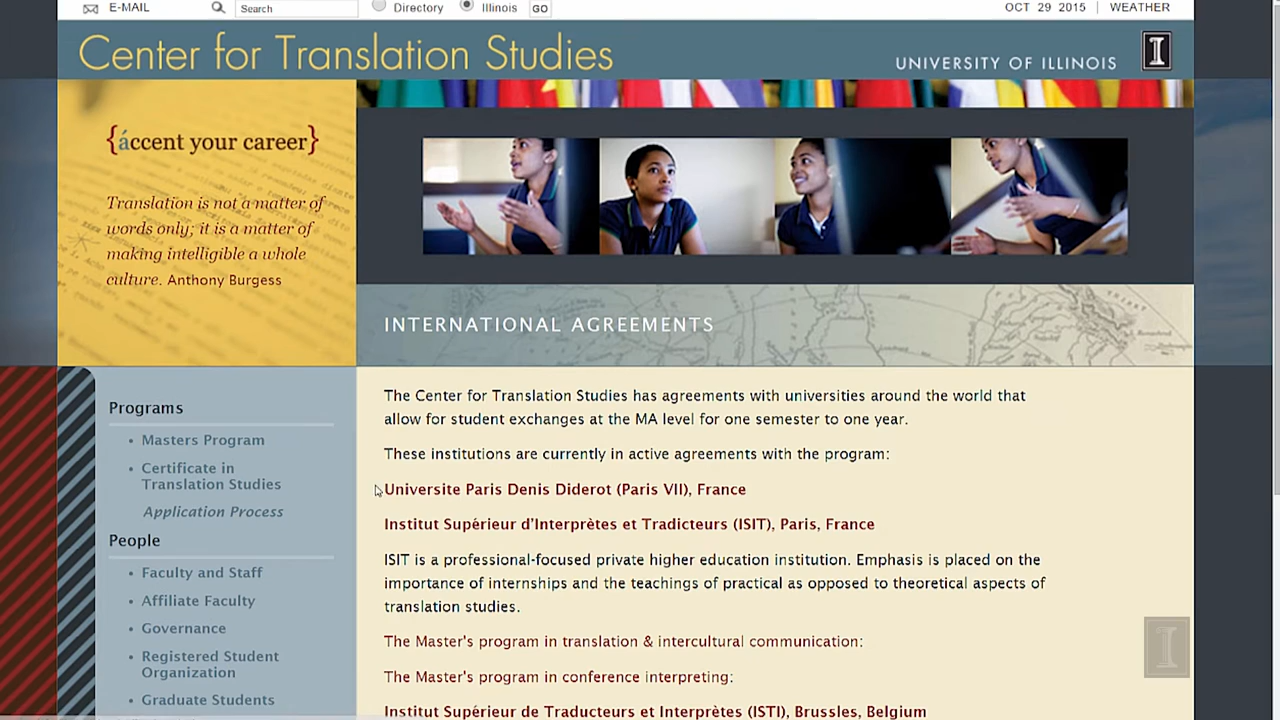 E-MAIL
Search
Directory
Illinois
GO
OCT 29 2015 | WEATHER
Center for Translation Studies
UNIVERSITY OF ILLINOIS
I
{áccent your career}
Translation is not a matter of
words only; it is a matter of
making intelligible a whole
culture. Anthony Burgess
INTERNATIONAL AGREEMENTS
Programs
• Masters Program
• Certificate in
Translation Studies
Application Process
People
• Faculty and Staff
• Affiliate Faculty
• Governance
• Registered Student
Organization
• Graduate Students
The Center for Translation Studies has agreements with universities around the world that
allow for student exchanges at the MA level for one semester to one year.
These institutions are currently in active agreements with the program:
Universite Paris Denis Diderot (Paris VII), France
Institut Supérieur d'Interprètes et Tradicteurs (ISIT), Paris, France
ISIT is a professional-focused private higher education institution. Emphasis is placed on the
importance of internships and the teachings of practical as opposed to theoretical aspects of
translation studies.
The Master's program in translation & intercultural communication:
The Master's program in conference interpreting:
Institut Supérieur de Traducteurs et Interprètes (ISTI), Brussles, Belgium
I